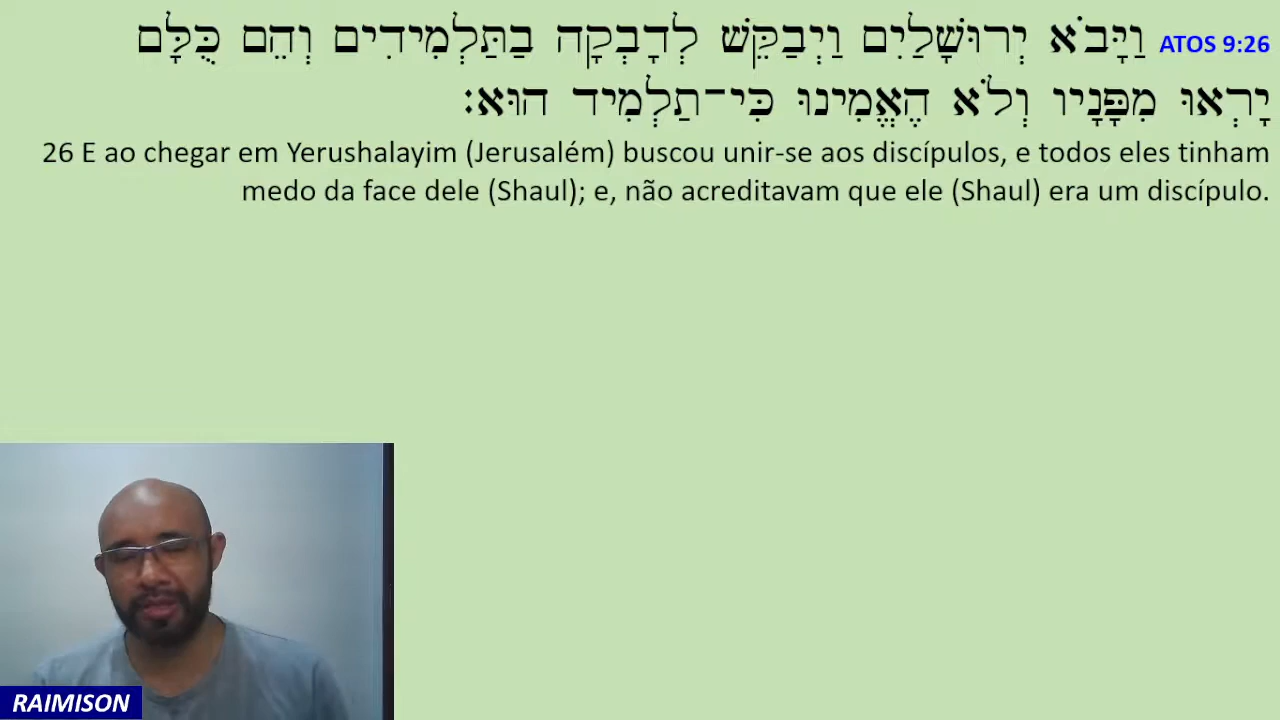 ATOS 9:26 וַיָּבֹא יְרוּשָׁלַיִם וַיְבַקֵּשׁ לְדָבְקָה בַתַּלְמִידִים וְהֵם כֻּלָּם
יָרְאוּ מִפָּנָיו וְלֹא הֶאֱמִינוּ כִּי־תַלְמִיד הוּא׃
26 E ao chegar em Yerushalayim (Jerusalém) buscou unir-se aos discípulos, e todos eles tinham
medo da face dele (Shaul); e, não acreditavam que ele (Shaul) era um discípulo.
RAIMISON